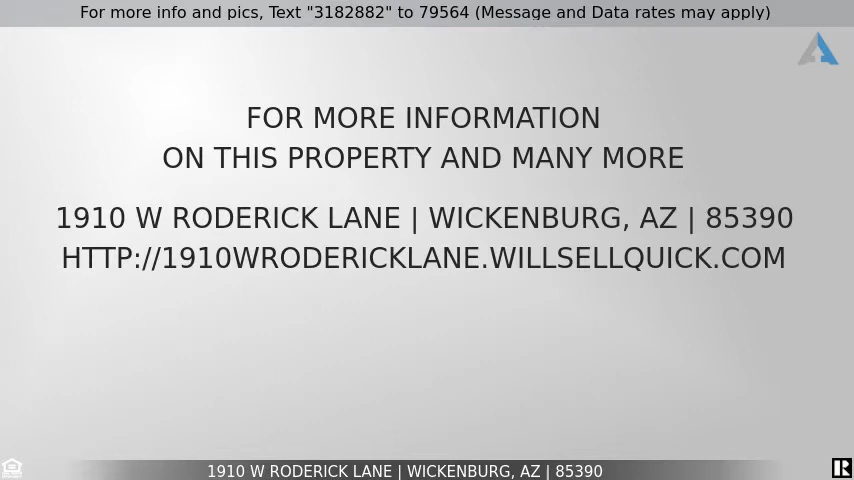 For more info and pics, Text "3182882" to 79564 (Message and Data rates may apply)
FOR MORE INFORMATION
ON THIS PROPERTY AND MANY MORE
1910 W RODERICK LANE | WICKENBURG, AZ | 85390
HTTP://1910WRODERICKLANE.WILLSELLQUICK.COM
1910 W RODERICK LANE | WICKENBURG, AZ | 85390